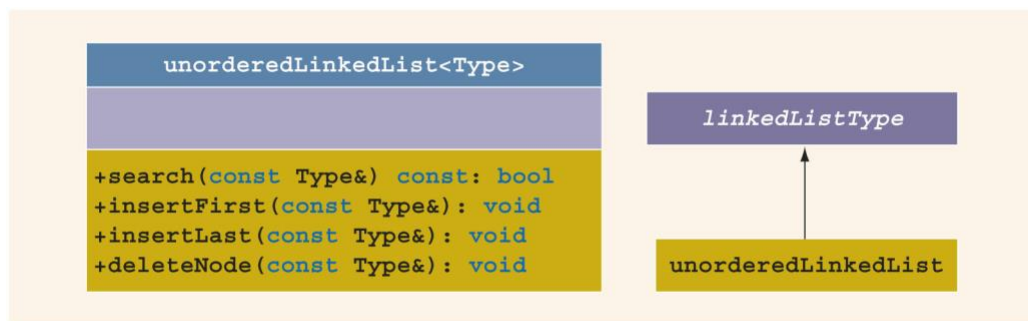 unorderedLinkedList<Type>
+search(const Type&) const: bool
+insertFirst(const Type&): void
+insertLast(const Type&): void
+deleteNode(const Type&): void
linkedListType
unorderedLinkedList